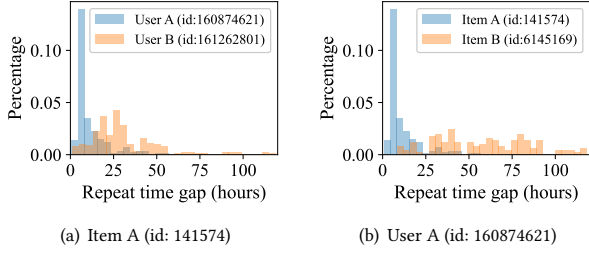 User A (id:160874621)
User B (id:161262801)
Percentage
0.10
0.05
0.00
0
25
50
75
100
Repeat time gap (hours)
(a) Item A (id: 141574)
Item A (id:141574)
Item B (id:6145169)
Percentage
0.10
0.05
0.00
0
25
50
75
100
Repeat time gap (hours)
(b) User A (id: 160874621)